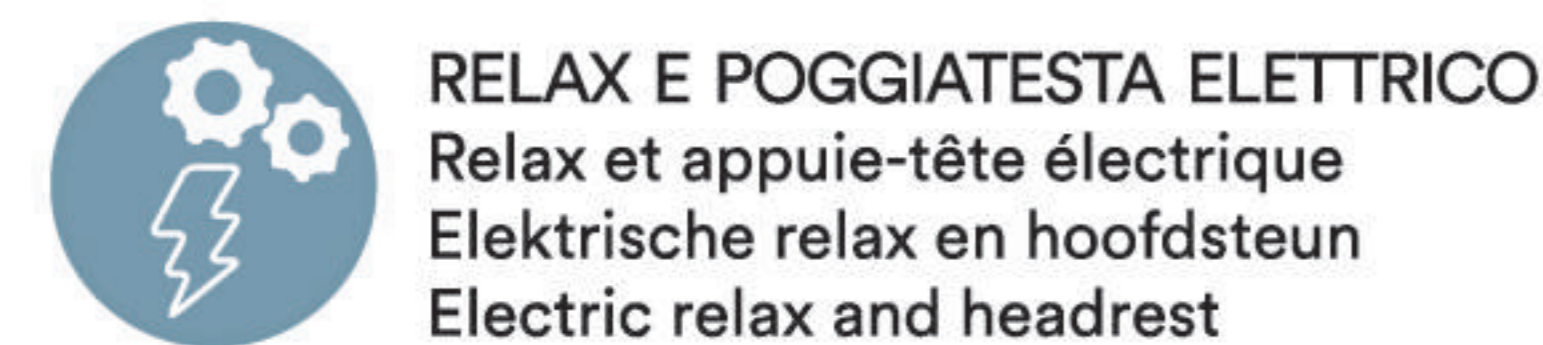 RELAX E POGGIATESTA ELETTRICO
Relax et appuie-tête électrique
Elektrische relax en hoofdsteun
Electric relax and headrest